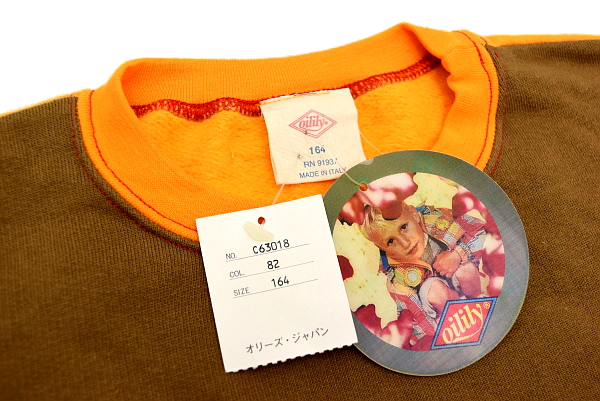 oilily
164
RN 9193
MADE IN ITALY
NO. C63018
COL. 82
SIZE 164
オリーズ・ジャパン
oilily